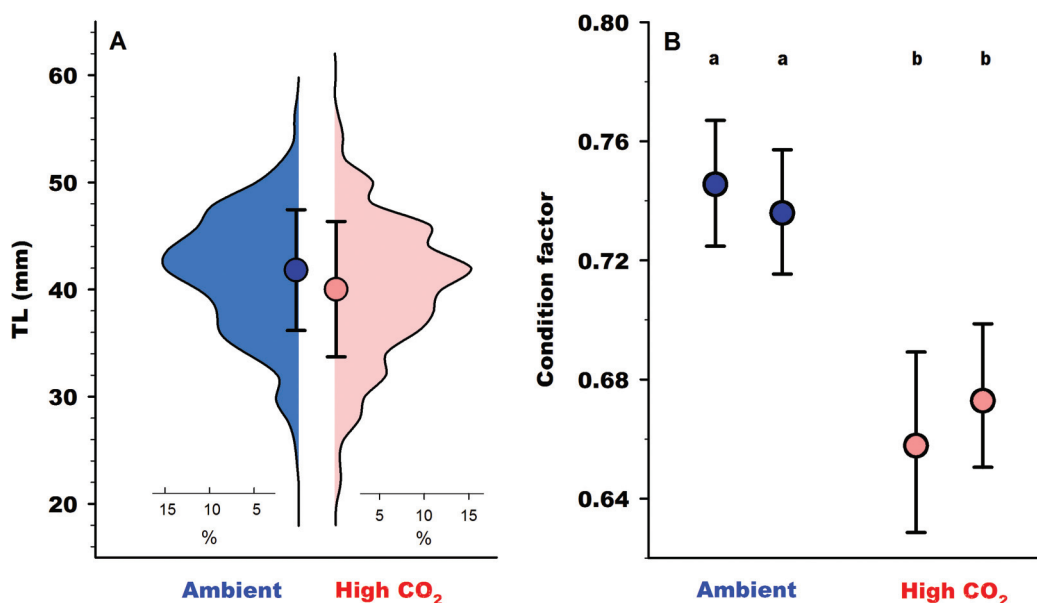 A
TL (mm)
60
50
40
30
20
15 10 5
%
5 10 15
%
Ambient High CO₂
B
Condition factor
0.80
0.76
0.72
0.68
0.64
a a b b
Ambient High CO₂